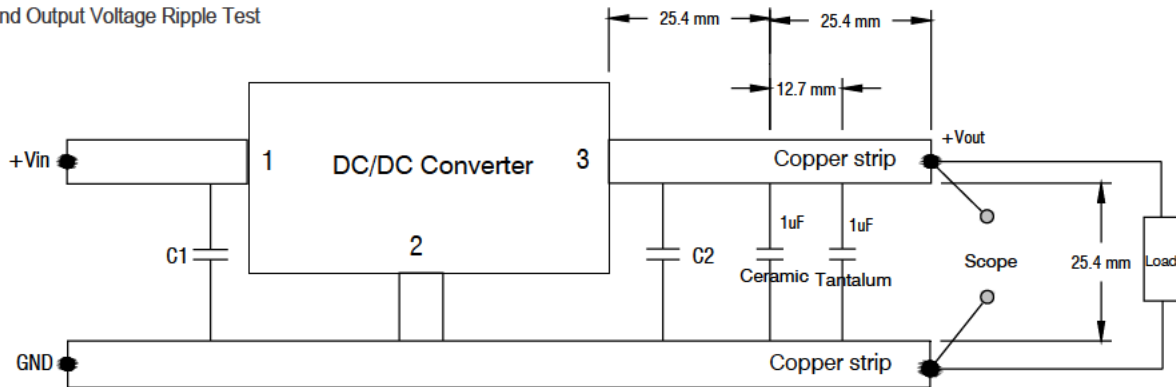 nd Output Voltage Ripple Test
25.4 mm
25.4 mm
12.7 mm
+Vin
1
DC/DC Converter
3
Copper strip
+Vout
2
C1
C2
1uF
1uF
Ceramic
Tantalum
Scope
25.4 mm
Load
GND
Copper strip